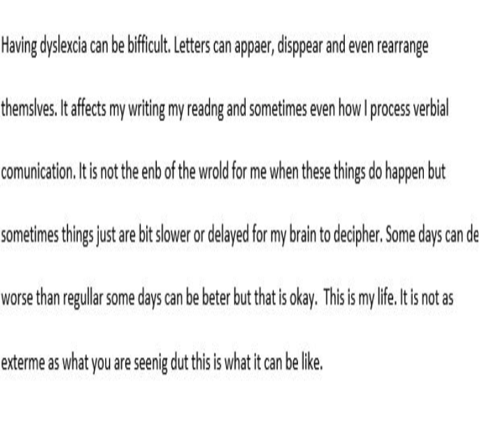 Having dyslexcia can be bifficult. Letters can appaer, disppear and even rearrange
themslves. It affects my writing my readng and sometimes even how I process verbial
comunication. It is not the enb of the wrold for me when these things do happen but
sometimes things just are bit slower or delayed for my brain to decipher. Some days can de
worse than regullar some days can be beter but that is okay.  This is my life. It is not as
exterme as what you are seenig dut this is what it can be like.